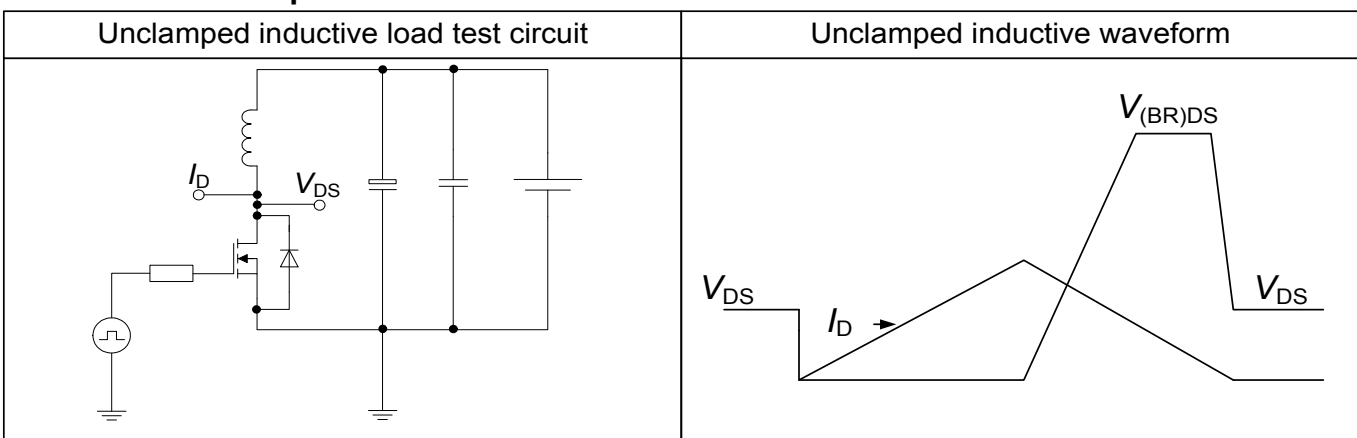 Unclamped inductive load test circuit
Unclamped inductive waveform
I_D
V_DS
V_(BR)DS
V_DS
I_D
V_DS